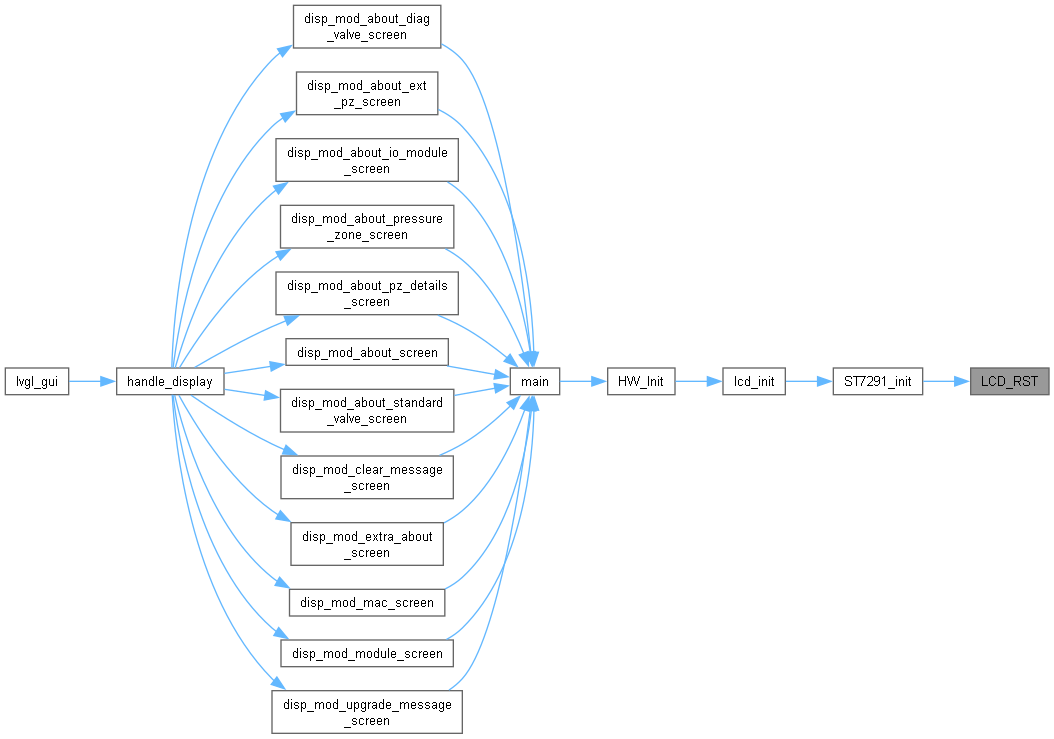 lvgl_gui
handle_display
disp_mod_about_diag
_valve_screen
disp_mod_about_ext
_pz_screen
disp_mod_about_io_module
_screen
disp_mod_about_pressure
_zone_screen
disp_mod_about_pz_details
_screen
disp_mod_about_screen
disp_mod_about_standard
_valve_screen
disp_mod_clear_message
_screen
disp_mod_extra_about
_screen
disp_mod_mac_screen
disp_mod_module_screen
disp_mod_upgrade_message
_screen
main
HW_Init
lcd_init
ST7291_init
LCD_RST